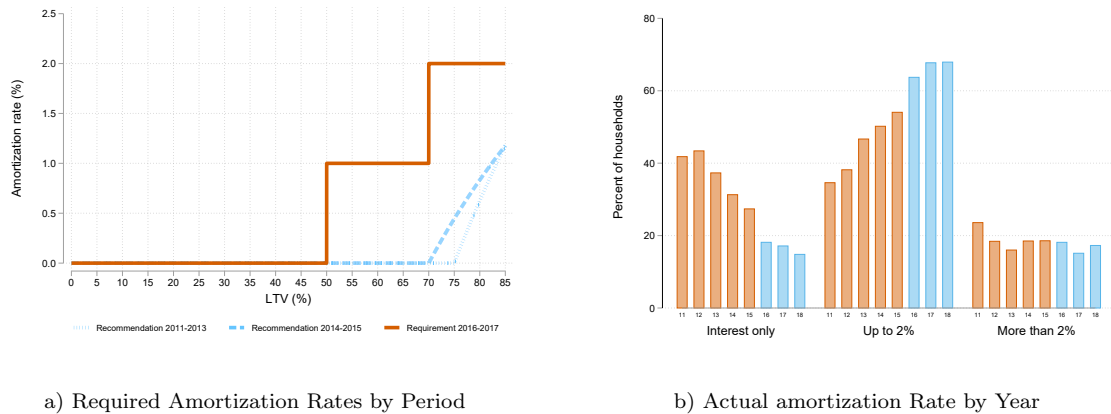 2.5
2.0
1.5
1.0
0.5
0.0
Amortization rate (%)
0 5 10 15 20 25 30 35 40 45 50 55 60 65 70 75 80 85
LTV (%)
Recommendation 2011-2013 Recommendation 2014-2015 Requirement 2016-2017
a) Required Amortization Rates by Period
80
60
40
20
0
Percent of households
11 12 13 14 15 16 17 18 11 12 13 14 15 16 17 18 11 12 13 14 15 16 17 18
Interest only Up to 2% More than 2%
b) Actual amortization Rate by Year